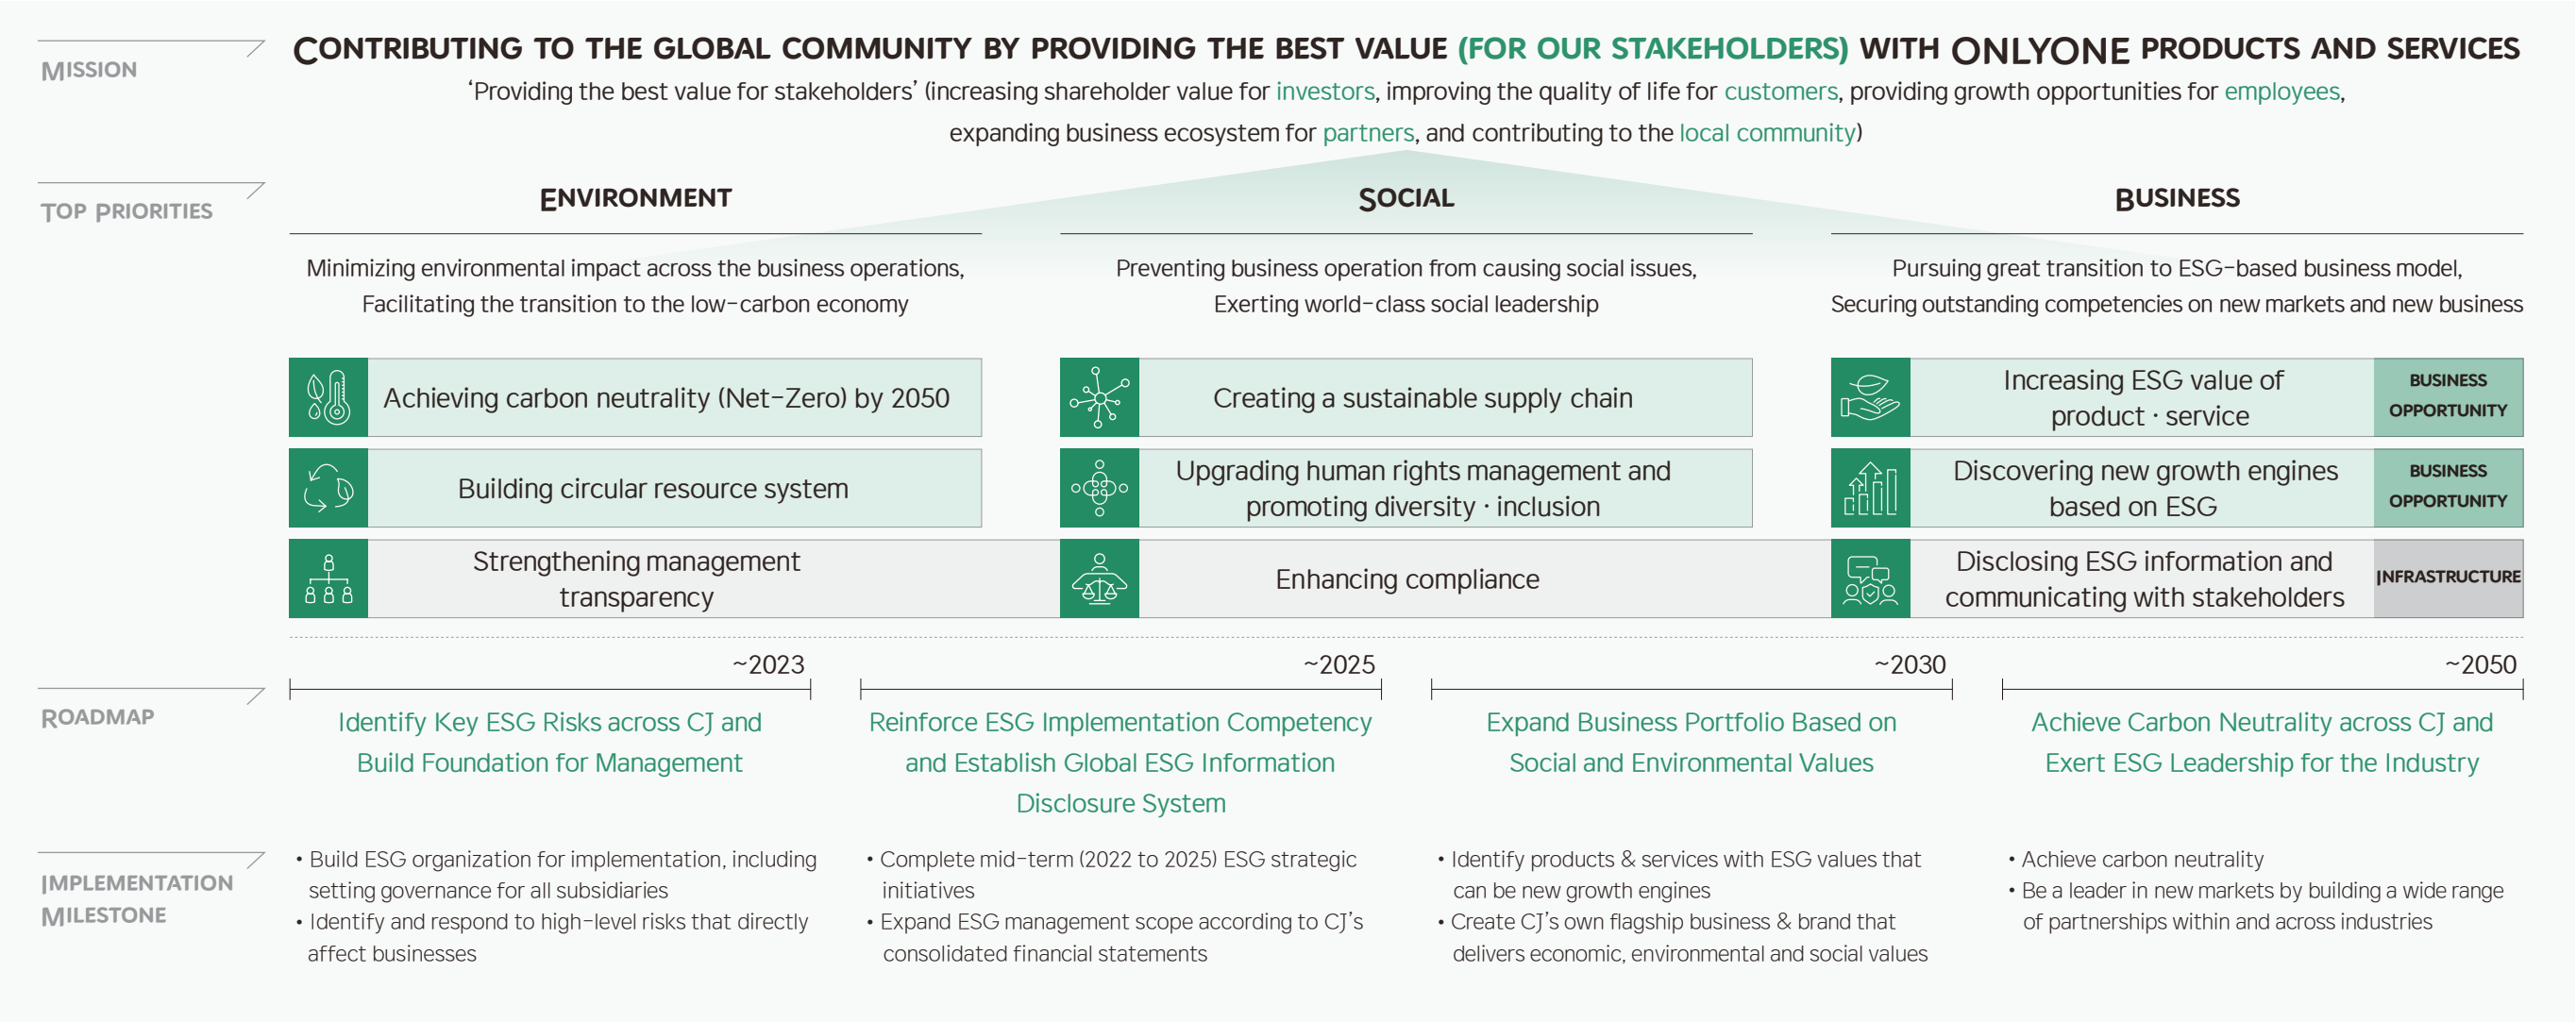 MISSION
CONTRIBUTING TO THE GLOBAL COMMUNITY BY PROVIDING THE BEST VALUE (FOR OUR STAKEHOLDERS) WITH ONLYONE PRODUCTS AND SERVICES
‘Providing the best value for stakeholders’ (increasing shareholder value for investors, improving the quality of life for customers, providing growth opportunities for employees,
expanding business ecosystem for partners, and contributing to the local community)
TOP PRIORITIES
ENVIRONMENT
Minimizing environmental impact across the business operations,
Facilitating the transition to the low-carbon economy
SOCIAL
Preventing business operation from causing social issues,
Exerting world-class social leadership
BUSINESS
Pursuing great transition to ESG-based business model,
Securing outstanding competencies on new markets and new business
Achieving carbon neutrality (Net-Zero) by 2050
Creating a sustainable supply chain
Increasing ESG value of
product · service
BUSINESS
OPPORTUNITY
Building circular resource system
Upgrading human rights management and
promoting diversity · inclusion
Discovering new growth engines
based on ESG
BUSINESS
OPPORTUNITY
Strengthening management
transparency
Enhancing compliance
Disclosing ESG information and
communicating with stakeholders
INFRASTRUCTURE
ROADMAP
~2023
Identify Key ESG Risks across CJ and
Build Foundation for Management
~2025
Reinforce ESG Implementation Competency
and Establish Global ESG Information
Disclosure System
~2030
Expand Business Portfolio Based on
Social and Environmental Values
~2050
Achieve Carbon Neutrality across CJ and
Exert ESG Leadership for the Industry
IMPLEMENTATION
MILESTONE
• Build ESG organization for implementation, including
setting governance for all subsidiaries
• Identify and respond to high-level risks that directly
affect businesses
• Complete mid-term (2022 to 2025) ESG strategic
initiatives
• Expand ESG management scope according to CJ’s
consolidated financial statements
• Identify products & services with ESG values that
can be new growth engines
• Create CJ’s own flagship business & brand that
delivers economic, environmental and social values
• Achieve carbon neutrality
• Be a leader in new markets by building a wide range
of partnerships within and across industries